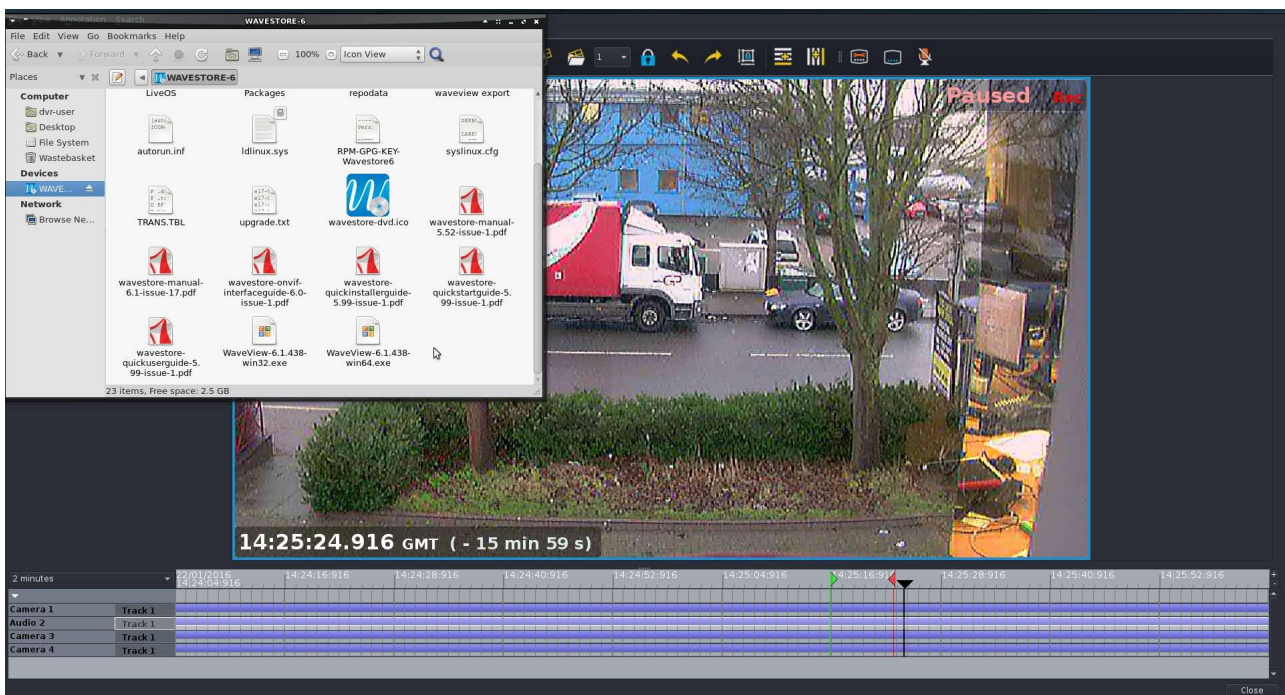 View Annotation Search
WAVESTORE-6
File Edit View Go Bookmarks Help
Back Forward 100% Icon View
1
Places WAVESTORE-6
Computer
dvr-user
Desktop
File System
Wastebasket
Devices
WAVE...
Network
Browse Ne...
LiveOS Packages repodata waveview export
autorun.inf ldlinux.sys RPM-GPG-KEY-Wavestore6 syslinux.cfg
TRANS.TBL upgrade.txt wavestore-dvd.ico wavestore-manual-
5.52-issue-1.pdf
wavestore-manual-
6.1-issue-17.pdf
wavestore-onvif-
interfaceguide-6.0-
issue-1.pdf
wavestore-
quickinstallerguide-
5.99-issue-1.pdf
wavestore-
quickstartguide-5.
99-issue-1.pdf
wavestore-
quickuserguide-5.
99-issue-1.pdf
WaveView-6.1.438-
win32.exe
WaveView-6.1.438-
win64.exe
23 items, Free space: 2.5 GB
Paused Rec
GP
14:25:24.916 GMT ( - 15 min 59 s)
2 minutes
22/01/2016
14:24:04:916 14:24:16:916 14:24:28:916 14:24:40:916 14:24:52:916 14:25:04:916 14:25:16:91 14:25:28:916 14:25:40:916 14:25:52:916
Camera 1 Track 1
Audio 2 Track 1
Camera 3 Track 1
Camera 4 Track 1
Close